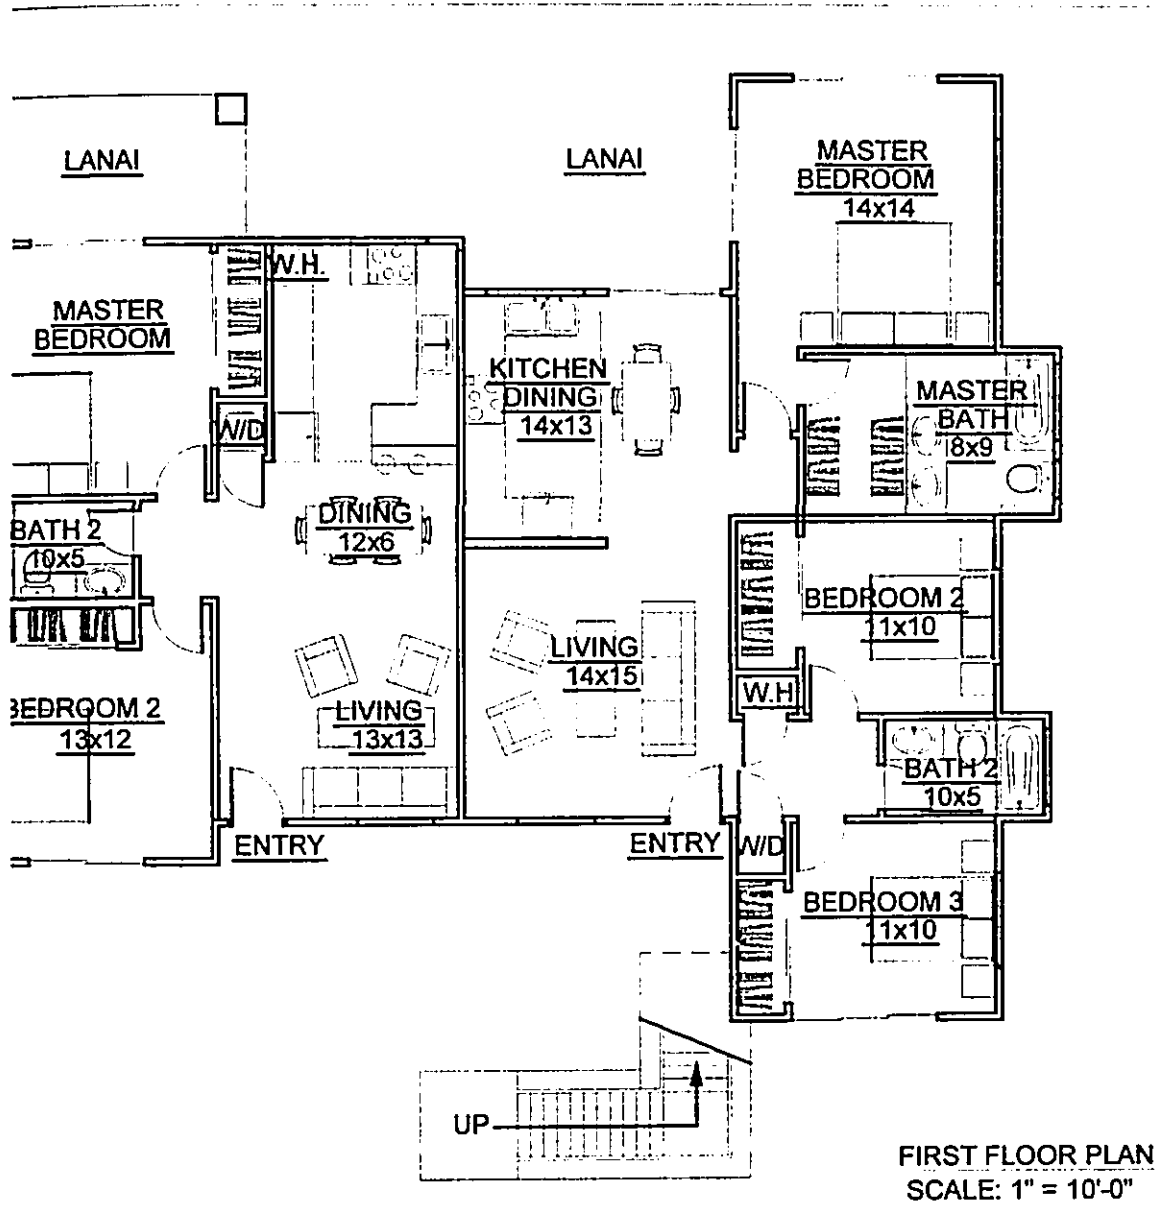 LANAI
LANAI
MASTER
BEDROOM
14x14
W.H.
MASTER
BEDROOM
KITCHEN
DINING
14x13
MASTER
BATH
8x9
W/D
DINING
12x6
BATH 2
10x5
BEDROOM 2
11x10
LIVING
14x15
W.H
BEDROOM 2
13x12
LIVING
13x13
BATH 2
10x5
ENTRY
ENTRY
W/D
BEDROOM 3
11x10
UP
FIRST FLOOR PLAN
SCALE: 1" = 10'-0"